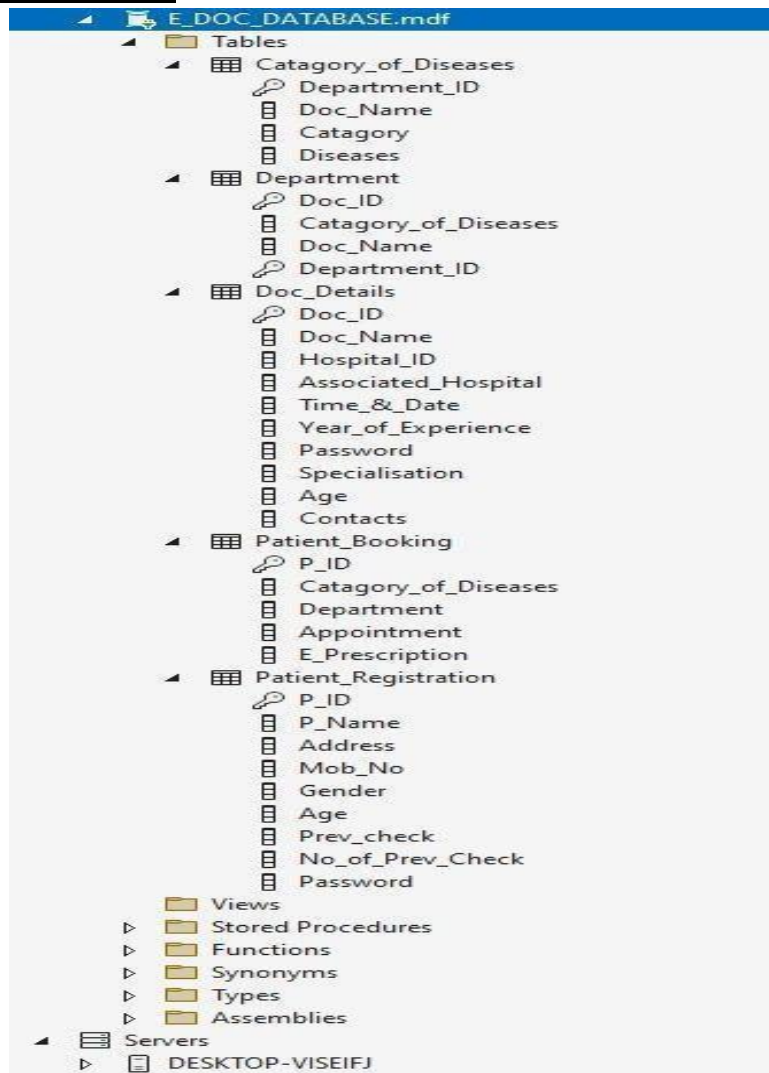 E_DOC_DATABASE.mdf
Tables
Catagory_of_Diseases
Department_ID
Doc_Name
Catagory
Diseases
Department
Doc_ID
Catagory_of_Diseases
Doc_Name
Department_ID
Doc_Details
Doc_ID
Doc_Name
Hospital_ID
Associated_Hospital
Time_&_Date
Year_of_Experience
Password
Specialisation
Age
Contacts
Patient_Booking
P_ID
Catagory_of_Diseases
Department
Appointment
E_Prescription
Patient_Registration
P_ID
P_Name
Address
Mob_No
Gender
Age
Prev_check
No_of_Prev_Check
Password
Views
Stored Procedures
Functions
Synonyms
Types
Assemblies
Servers
DESKTOP-VISEIFJ